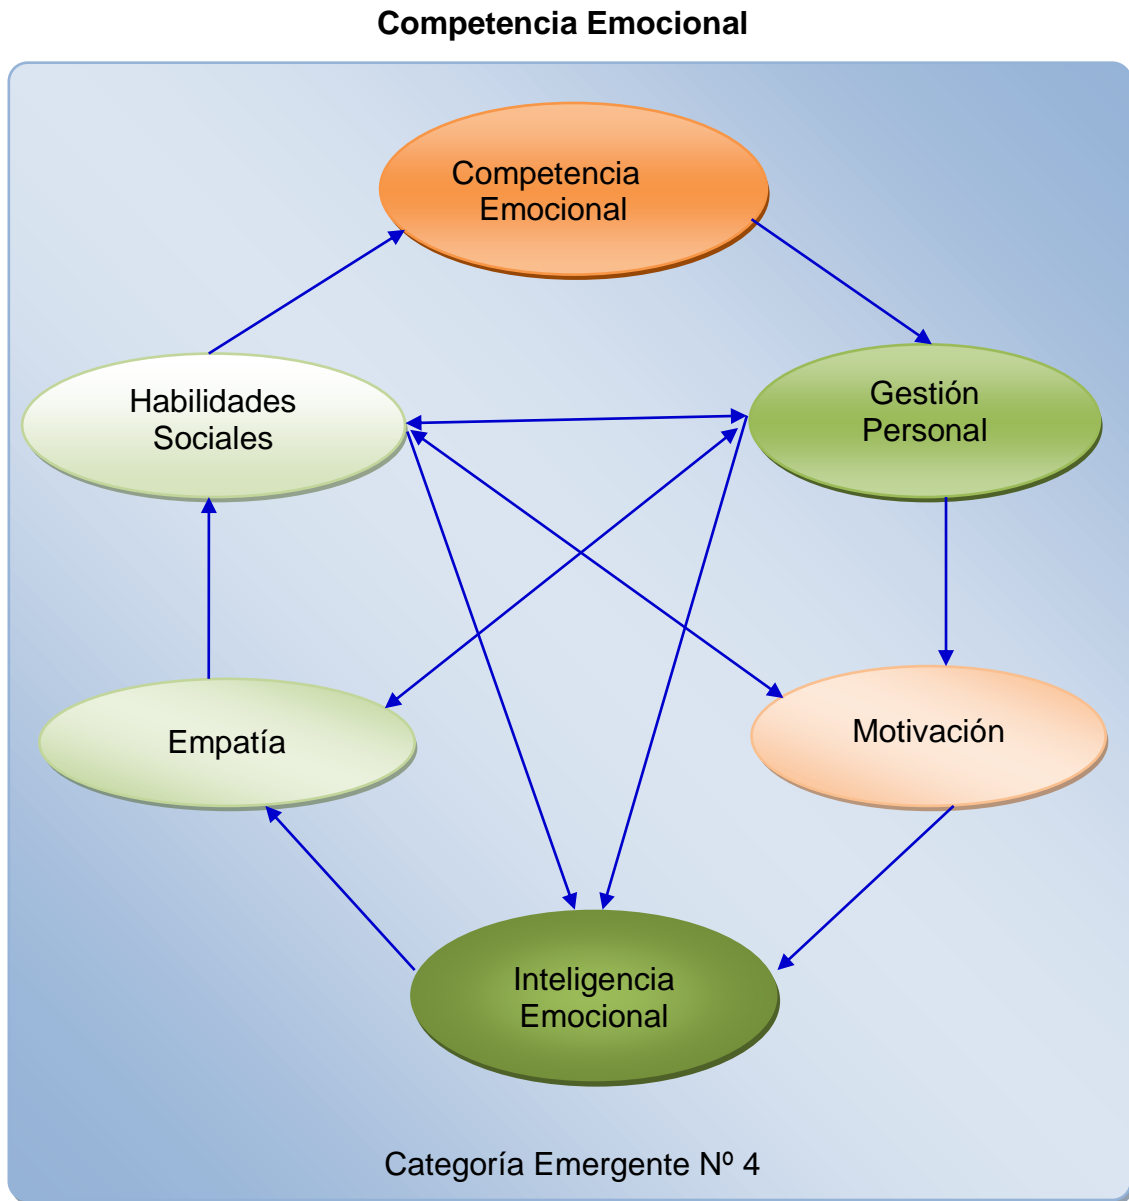 Competencia Emocional
Competencia
Emocional
Habilidades
Sociales
Gestión
Personal
Empatía
Motivación
Inteligencia
Emocional
Categoría Emergente Nº 4